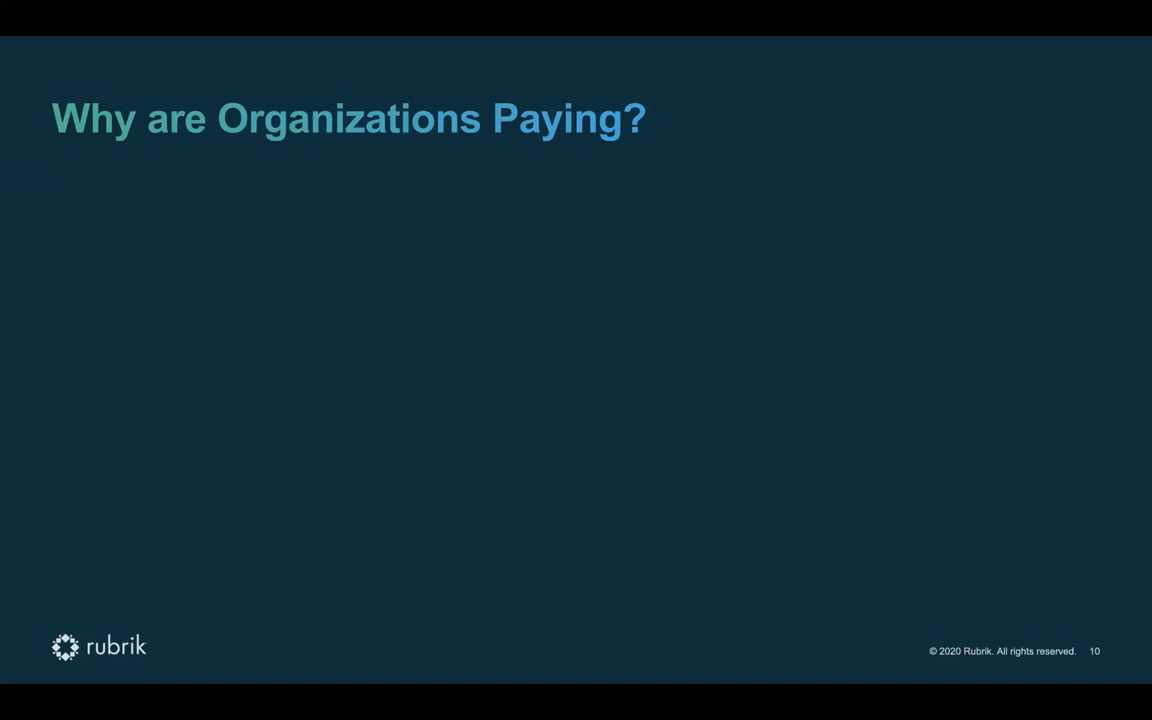 Why are Organizations Paying?
rubrik
© 2020 Rubrik. All rights reserved. 10